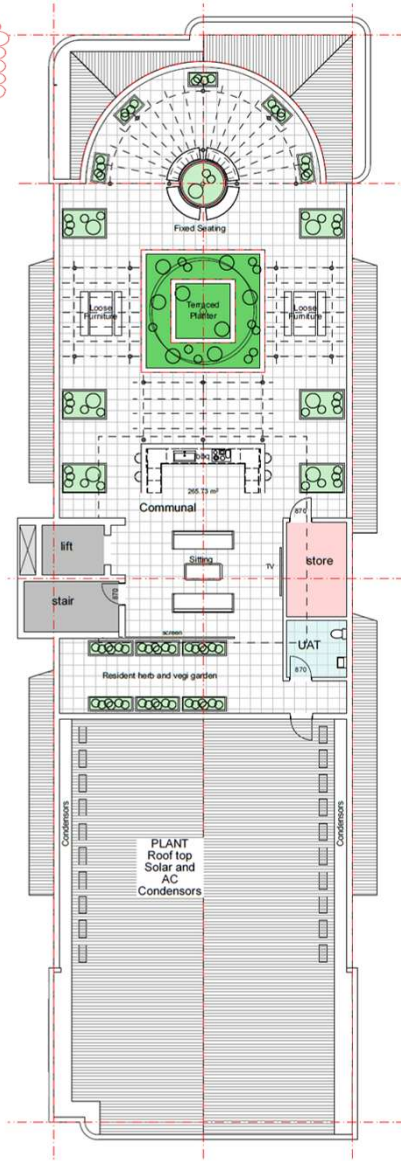 Fixed Seating
Loose
Furniture
Terraced
Planter
Loose
Furniture
bbq
265.73 m²
Communal
870
lift
Sitting
TV
store
stair
870
screen
UAT
870
Resident herb and vegi garden
Condensors
Condensors
PLANT
Roof top
Solar and
AC
Condensors